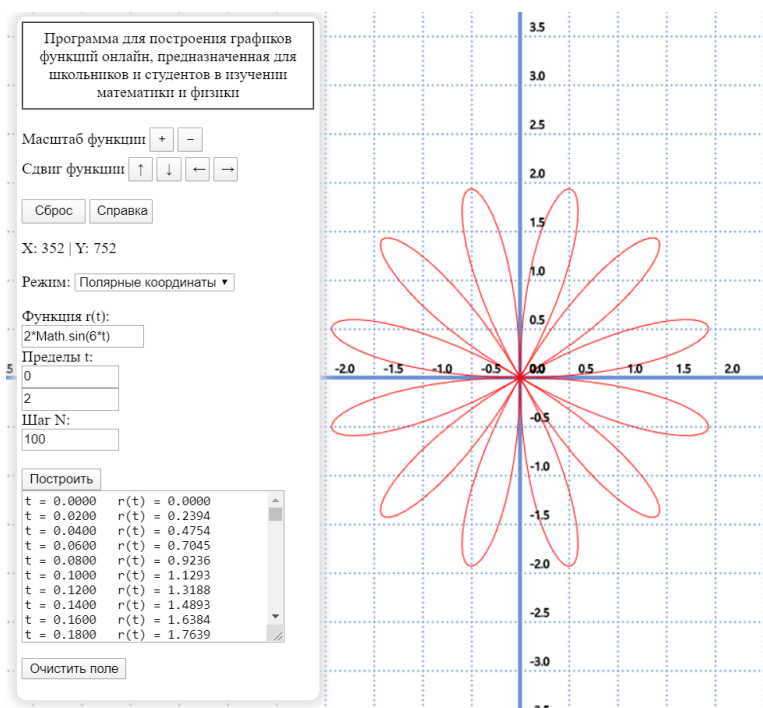 Программа для построения графиков
функций онлайн, предназначенная для
школьников и студентов в изучении
математики и физики
Масштаб функции + −
Сдвиг функции ↑ ↓ ← →
Сброс Справка
X: 352 | Y: 752
Режим: Полярные координаты ▼
Функция r(t):
2*Math.sin(6*t)
Пределы t:
0
2
Шаг N:
100
Построить
t = 0.0000 r(t) = 0.0000
t = 0.0200 r(t) = 0.2394
t = 0.0400 r(t) = 0.4754
t = 0.0600 r(t) = 0.7045
t = 0.0800 r(t) = 0.9236
t = 0.1000 r(t) = 1.1293
t = 0.1200 r(t) = 1.3188
t = 0.1400 r(t) = 1.4893
t = 0.1600 r(t) = 1.6384
t = 0.1800 r(t) = 1.7639
Очистить поле
3.5
3.0
2.5
2.0
1.5
1.0
0.5
-2.0 -1.5 -1.0 -0.5 0.0 0.5 1.0 1.5 2.0
-0.5
-1.0
-1.5
-2.0
-2.5
-3.0